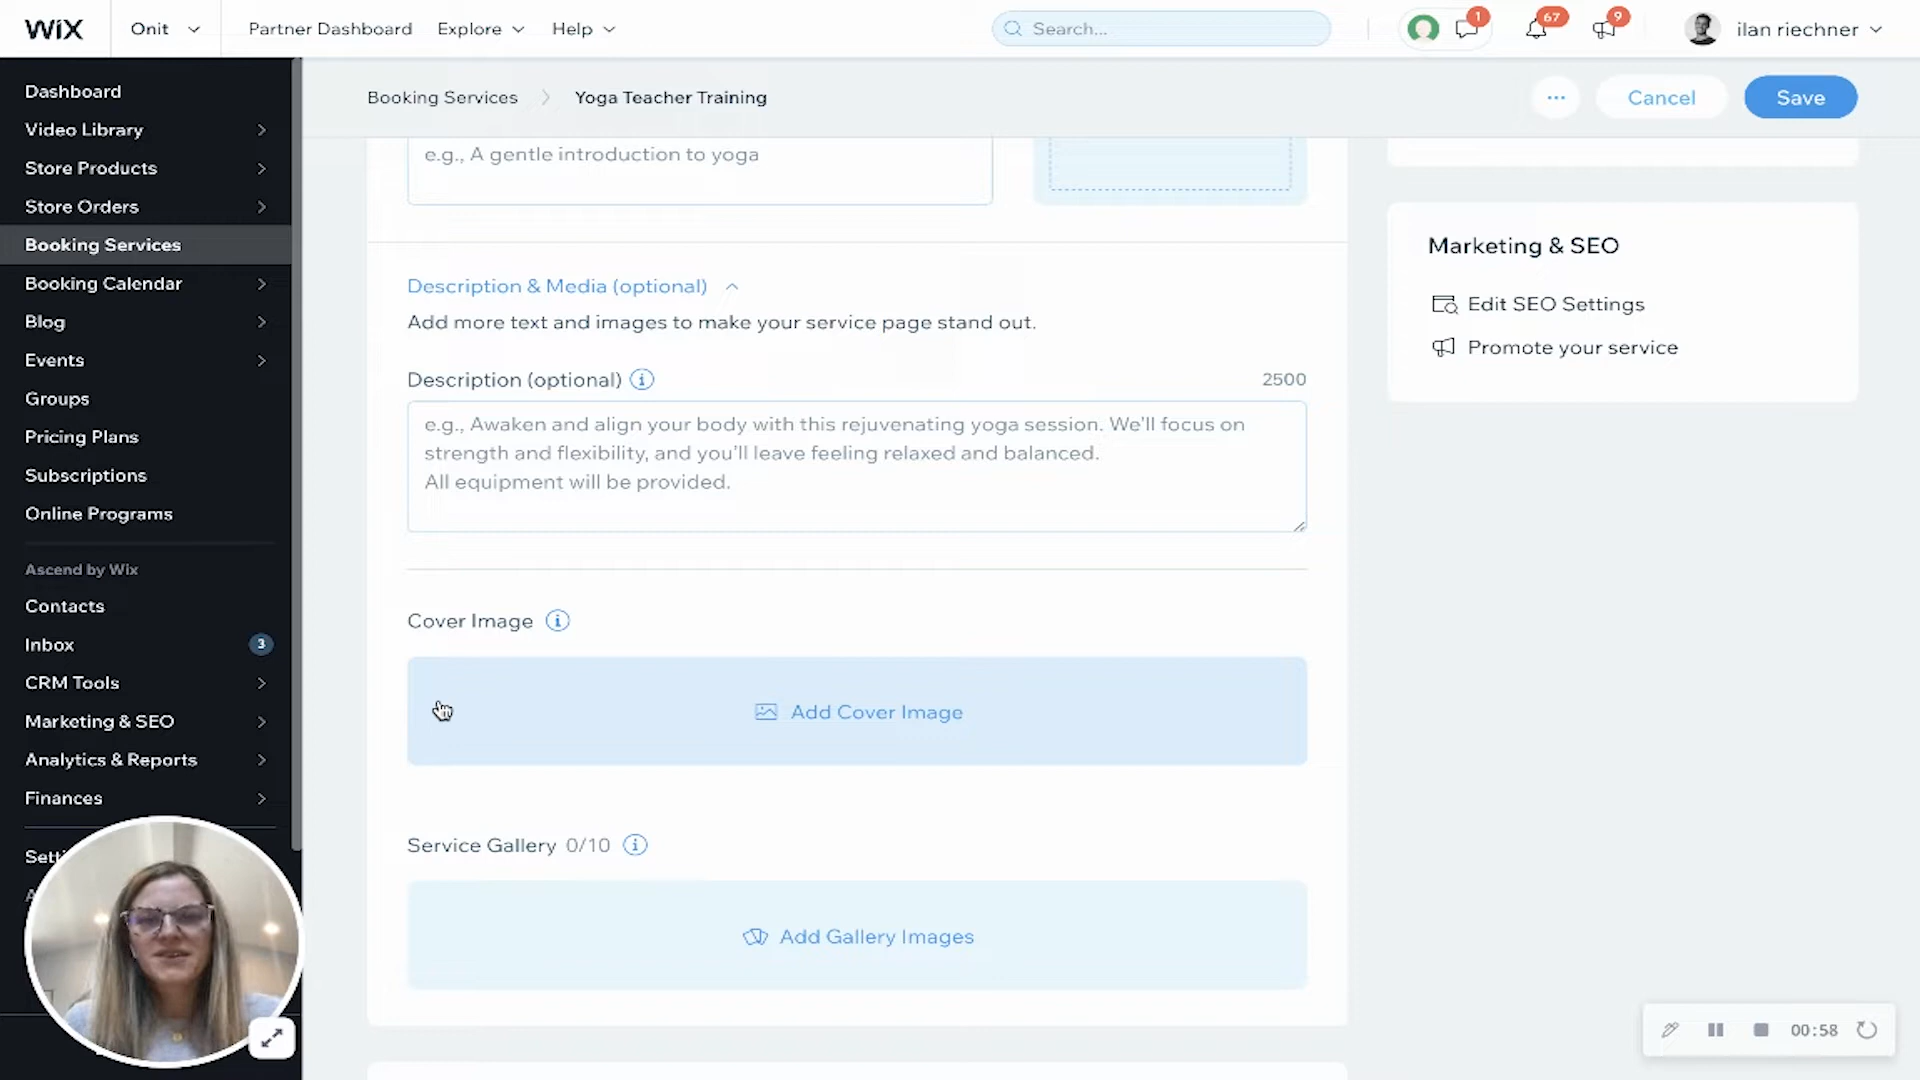 WiX
Onit
Partner Dashboard
Explore
Help
Search...
1
67
9
ilan riechner
Dashboard
Video Library
Store Products
Store Orders
Booking Services
Booking Calendar
Blog
Events
Groups
Pricing Plans
Subscriptions
Online Programs
Ascend by Wix
Contacts
Inbox
3
CRM Tools
Marketing & SEO
Analytics & Reports
Finances
Booking Services
Yoga Teacher Training
...
Cancel
Save
e.g., A gentle introduction to yoga
Description & Media (optional)
Add more text and images to make your service page stand out.
Description (optional)
2500
e.g., Awaken and align your body with this rejuvenating yoga session. We'll focus on
strength and flexibility, and you'll leave feeling relaxed and balanced.
All equipment will be provided.
Cover Image
Add Cover Image
Service Gallery 0/10
Add Gallery Images
Marketing & SEO
Edit SEO Settings
Promote your service
00:58